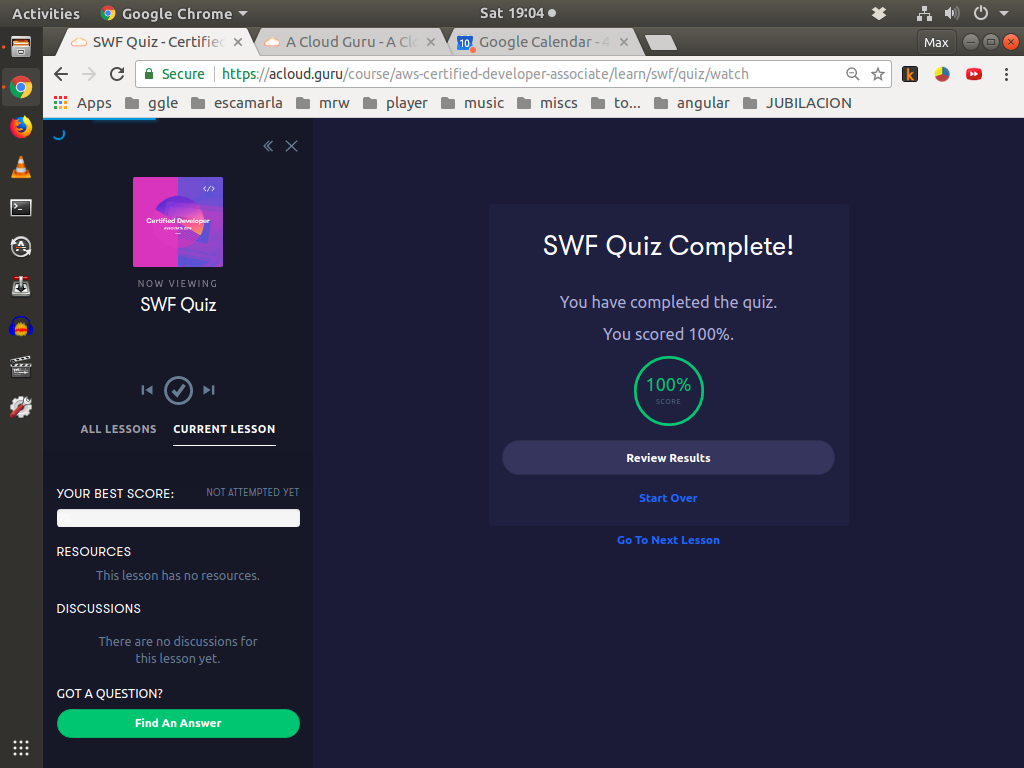 Activities Google Chrome Sat 19:04
SWF Quiz - Certifie A Cloud Guru - A Cl Google Calendar - 4 Max
Secure https://acloud.guru/course/aws-certified-developer-associate/learn/swf/quiz/watch
Apps ggle escamarla mrw player music miscs to... angular JUBILACION
</>
Certified Developer
NOW VIEWING
SWF Quiz
ALL LESSONS CURRENT LESSON
YOUR BEST SCORE: NOT ATTEMPTED YET
RESOURCES
This lesson has no resources.
DISCUSSIONS
There are no discussions for
this lesson yet.
GOT A QUESTION?
Find An Answer
SWF Quiz Complete!
You have completed the quiz.
You scored 100%.
100%
SCORE
Review Results
Start Over
Go To Next Lesson